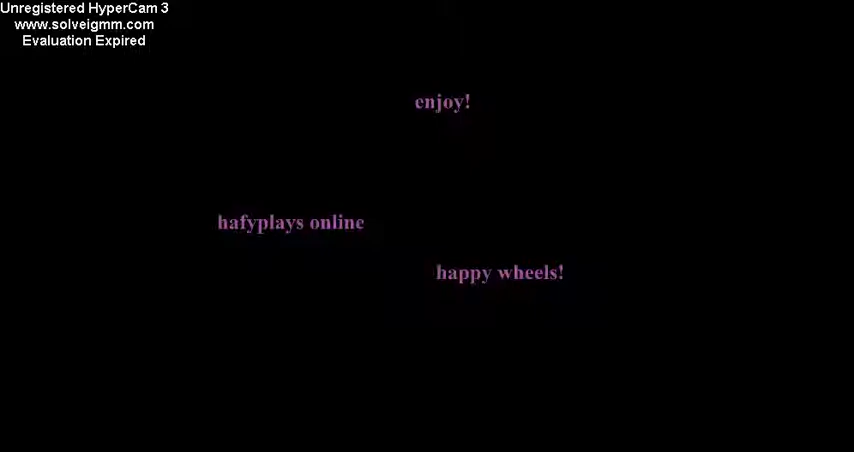 Unregistered HyperCam 3
www.solveigmm.com
Evaluation Expired
enjoy!
hafyplays online
happy wheels!